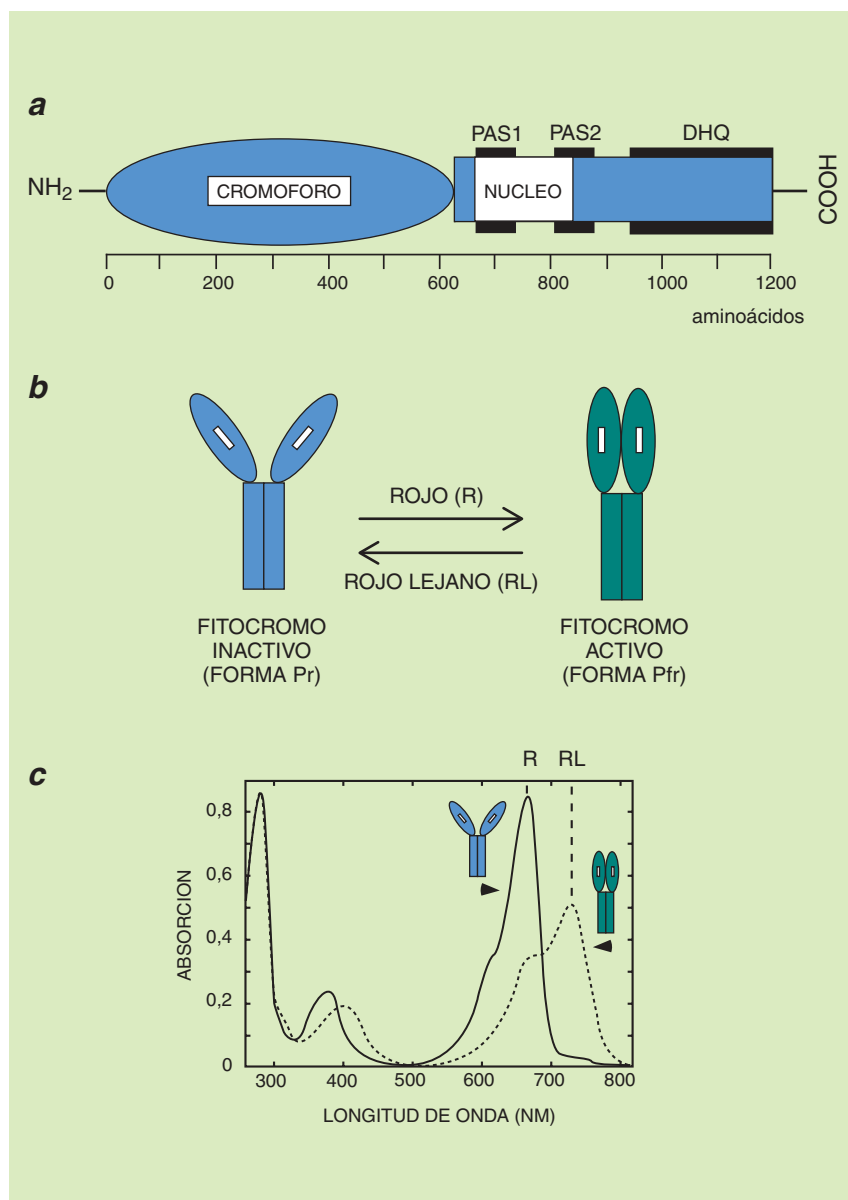 a
PAS1 PAS2 DHQ
NH2 CROMOFORO NUCLEO COOH
0 200 400 600 800 1000 1200
aminoácidos
b
ROJO (R)
ROJO LEJANO (RL)
FITOCROMO
INACTIVO
(FORMA Pr)
FITOCROMO
ACTIVO
(FORMA Pfr)
c
R RL
ABSORCION
0,8
0,6
0,4
0,2
0
300 400 500 600 700 800
LONGITUD DE ONDA (NM)